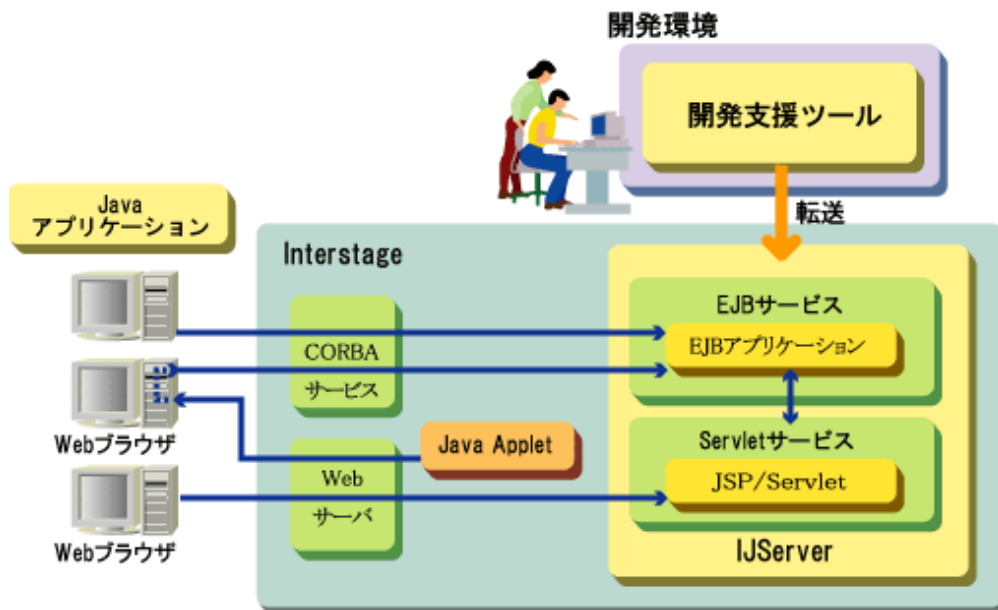 開発環境
開発支援ツール
転送
Java
アプリケーション
Interstage
EJBサービス
EJBアプリケーション
CORBA
サービス
Webブラウザ
Java Applet
Servletサービス
JSP/Servlet
Web
サーバ
Webブラウザ
IJServer